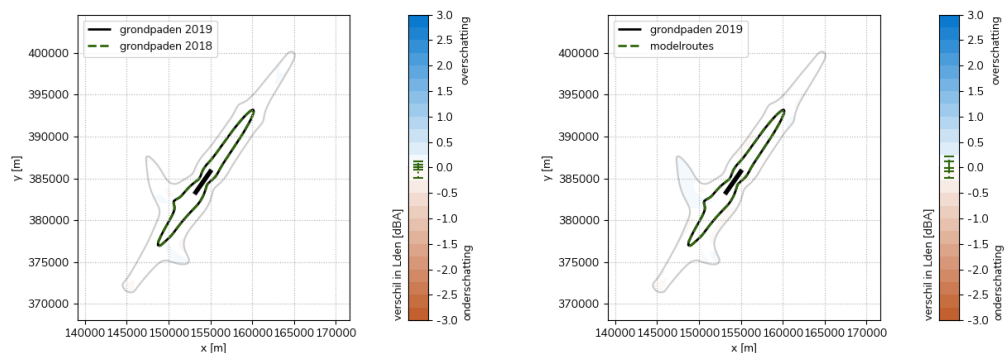 grondpaden 2019
grondpaden 2018
400000
395000
390000
385000
380000
375000
370000
y [m]
140000 145000 150000 155000 160000 165000 170000
x [m]
3.0
2.5
2.0
1.5
1.0
0.5
0.0
-0.5
-1.0
-1.5
-2.0
-2.5
-3.0
verschil in Lden [dBA]
overschatting
onderschatting
grondpaden 2019
modelroutes
400000
395000
390000
385000
380000
375000
370000
y [m]
140000 145000 150000 155000 160000 165000 170000
x [m]
3.0
2.5
2.0
1.5
1.0
0.5
0.0
-0.5
-1.0
-1.5
-2.0
-2.5
-3.0
verschil in Lden [dBA]
overschatting
onderschatting